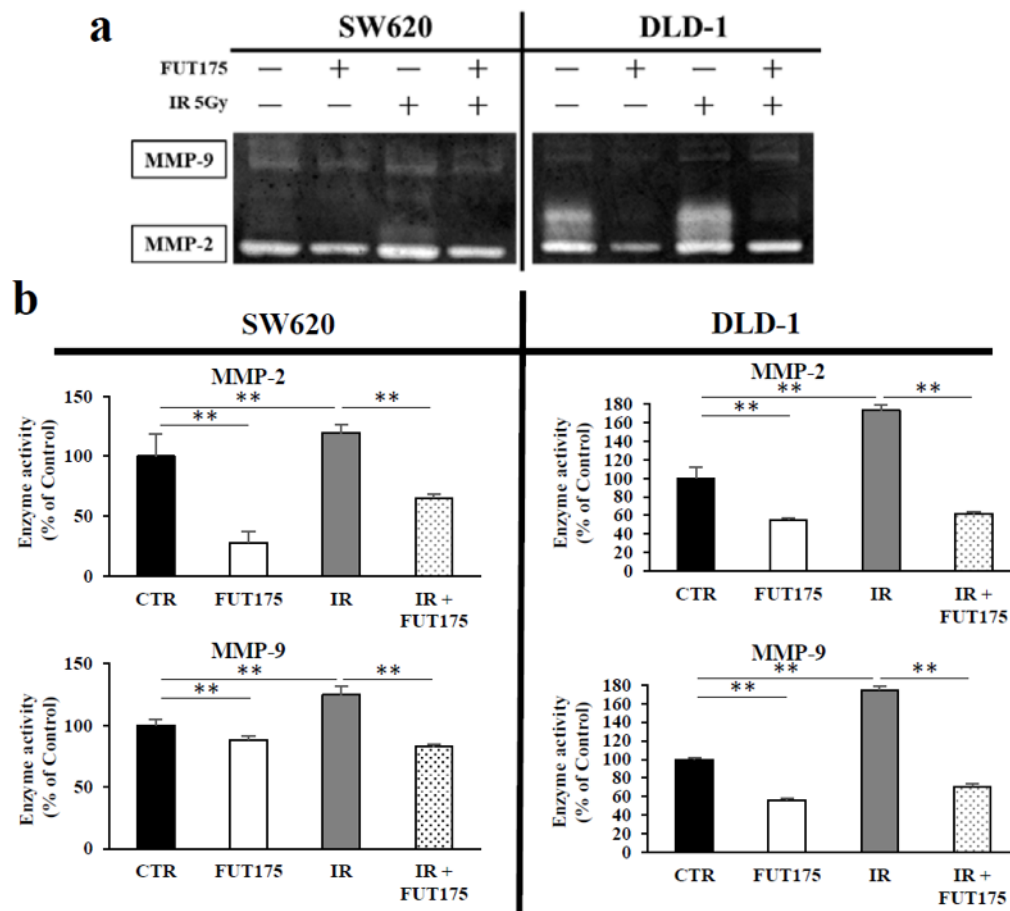 a
SW620 DLD-1
FUT175 — + — + — + — +
IR 5Gy — — + + — — + +
MMP-9
MMP-2
b
SW620 DLD-1
MMP-2
Enzyme activity
(% of Control)
150
100
50
0
** ** **
CTR FUT175 IR IR +
FUT175
MMP-2
Enzyme activity
(% of Control)
180
160
140
120
100
80
60
40
20
0
** ** **
CTR FUT175 IR IR +
FUT175
MMP-9
Enzyme activity
(% of Control)
150
100
50
0
** ** **
CTR FUT175 IR IR +
FUT175
MMP-9
Enzyme activity
(% of Control)
180
160
140
120
100
80
60
40
20
0
** ** **
CTR FUT175 IR IR +
FUT175